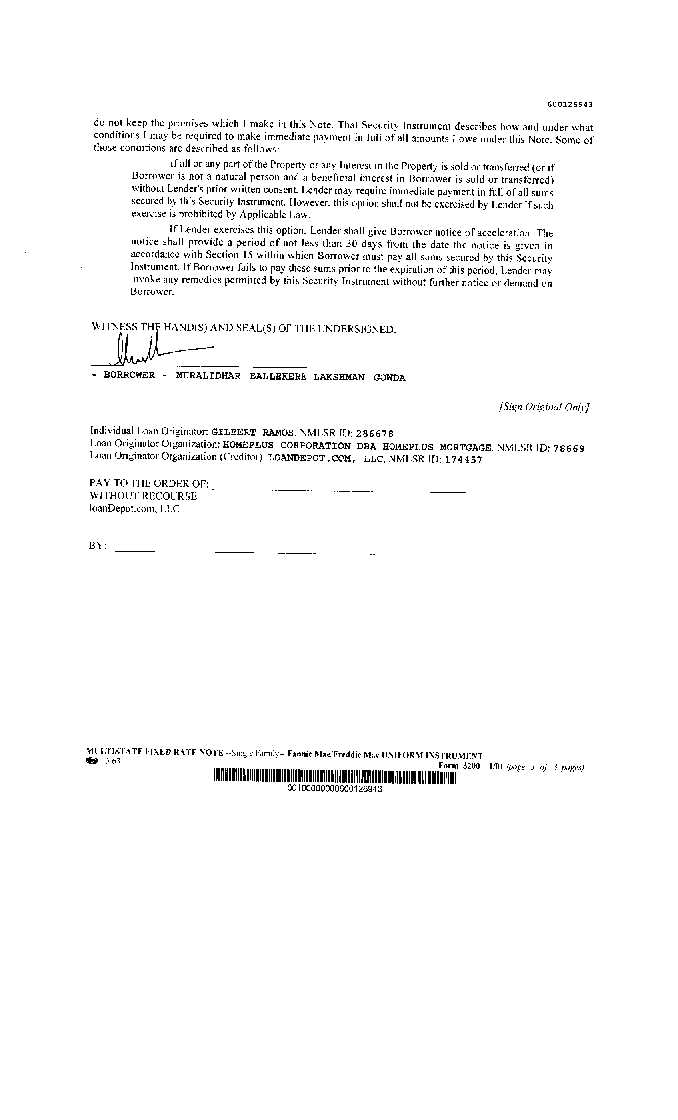 600125943
do not keep the promises which I make in this Note. That Security Instrument describes how and under what
conditions I may be required to make immediate payment in full of all amounts I owe under this Note. Some of
those conditions are described as follows:
If all or any part of the Property or any Interest in the Property is sold or transferred (or if
Borrower is not a natural person and a beneficial interest in Borrower is sold or transferred)
without Lender's prior written consent, Lender may require immediate payment in full of all sums
secured by this Security Instrument. However, this option shall not be exercised by Lender if such
exercise is prohibited by Applicable Law.
If Lender exercises this option, Lender shall give Borrower notice of acceleration. The
notice shall provide a period of not less than 30 days from the date the notice is given in
accordance with Section 15 within which Borrower must pay all sums secured by this Security
Instrument. If Borrower fails to pay these sums prior to the expiration of this period, Lender may
invoke any remedies permitted by this Security Instrument without further notice or demand on
Borrower.
WITNESS THE HAND(S) AND SEAL(S) OF THE UNDERSIGNED.
- BORROWER - MURALIDHAR BALLEKERE LAKSHMAN GOWDA
[Sign Original Only]
Individual Loan Originator: GILBERT RAMOS, NMLSR ID: 286678
Loan Originator Organization: HOMEPLUS CORPORATION DBA HOMEPLUS MORTGAGE, NMLSR ID: 78669
Loan Originator Organization (Creditor) LOANDEPOT.COM, LLC, NMLSR ID: 174457
PAY TO THE ORDER OF:
WITHOUT RECOURSE
loanDepot.com, LLC
BY:
MULTISTATE FIXED RATE NOTE --Single Family-- Fannie Mae/Freddie Mac UNIFORM INSTRUMENT
Form 3200 1/01 (page 3 of 3 pages)